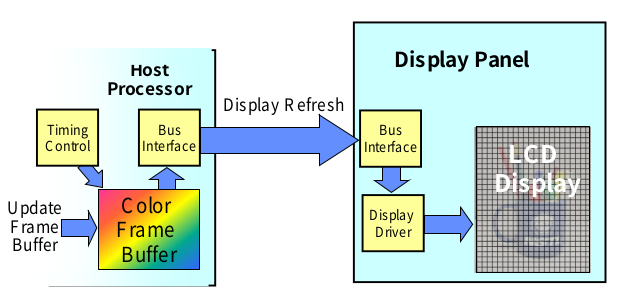 Host
Processor
Timing
Control
Bus
Interface
Update
Frame
Buffer
Color
Frame
Buffer
Display Refresh
Display Panel
Bus
Interface
Display
Driver
LCD
Display